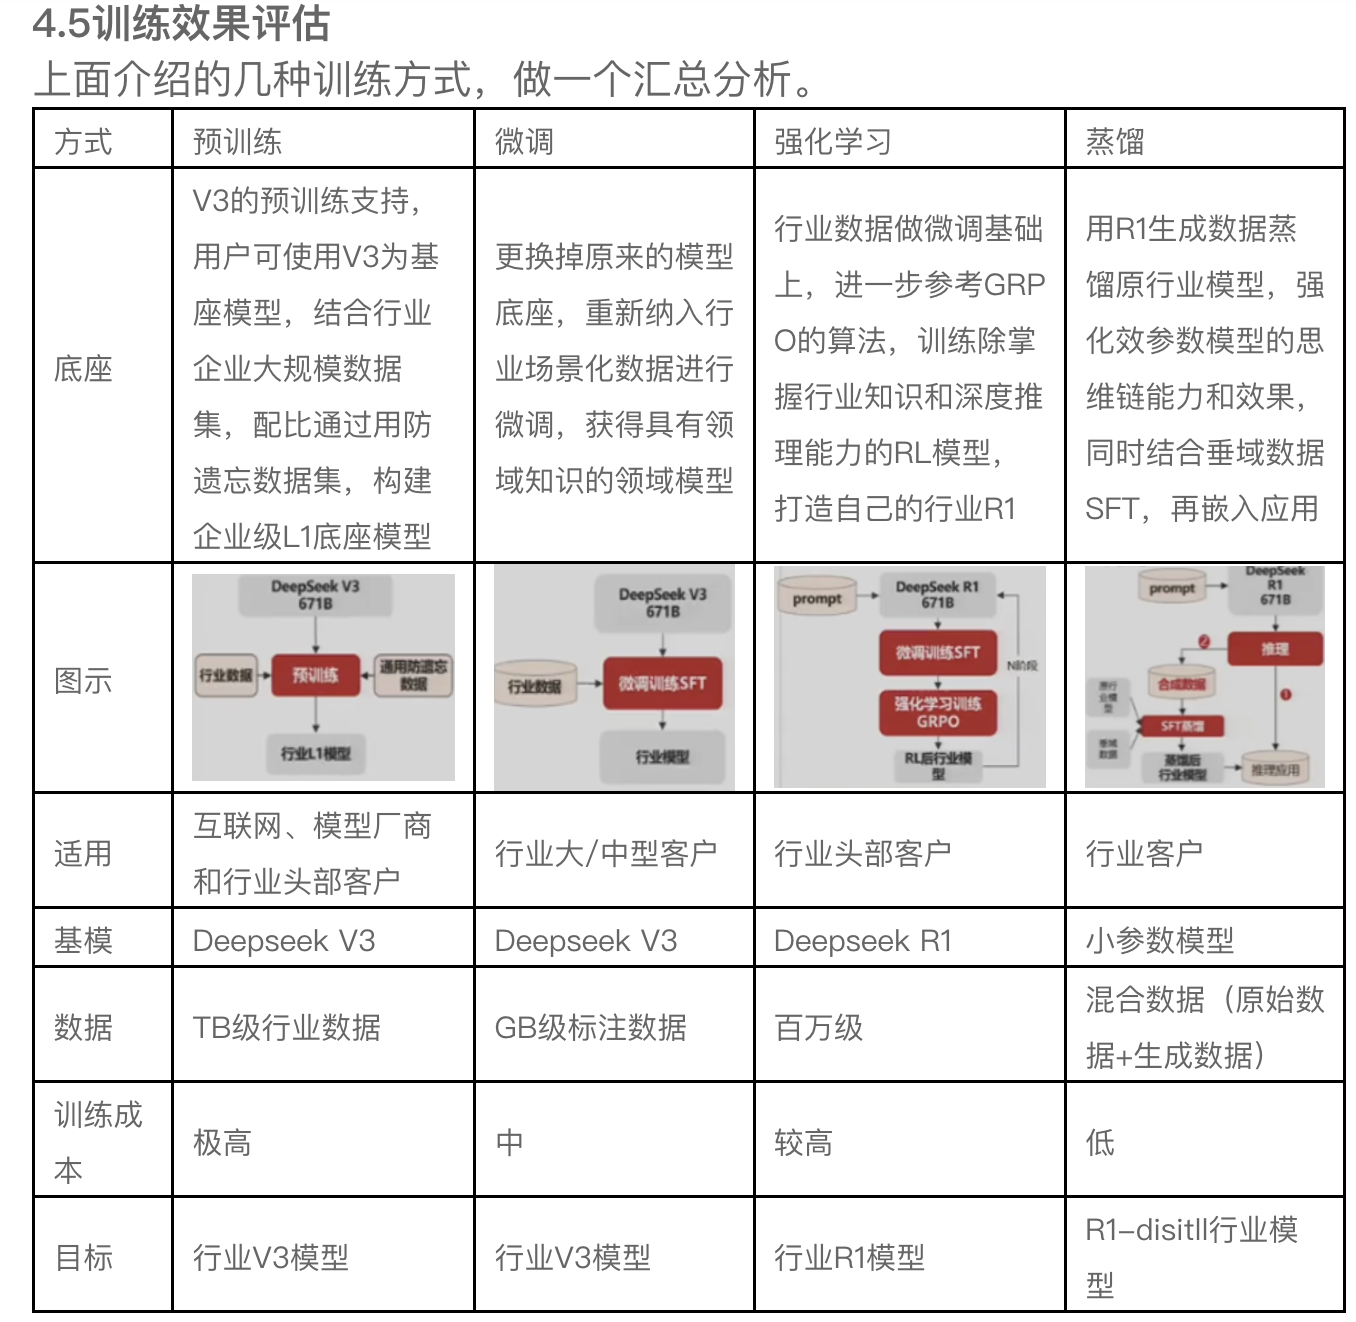 4.5训练效果评估
上面介绍的几种训练方式，做一个汇总分析。
方式
预训练
微调
强化学习
蒸馏
底座
V3的预训练支持，
用户可使用V3为基
座模型，结合行业
企业大规模数据
集，配比通过用防
遗忘数据集，构建
企业级L1底座模型
更换掉原来的模型
底座，重新纳入行
业场景化数据进行
微调，获得具有领
域知识的领域模型
行业数据做微调基础
上，进一步参考GRP
O的算法，训练除掌
握行业知识和深度推
理能力的RL模型，
打造自己的行业R1
用R1生成数据蒸
馏原行业模型，强
化效参数模型的思
维链能力和效果，
同时结合垂域数据
SFT，再嵌入应用
图示
DeepSeek V3
671B
行业数据
预训练
通用防遗忘
数据
行业L1模型
DeepSeek V3
671B
行业数据
微调训练SFT
行业模型
prompt
DeepSeek R1
671B
微调训练SFT
N阶段
强化学习训练
GRPO
RL后行业模
型
prompt
DeepSeek
R1
671B
2
推理
合成数据
原行
业模
型
1
SFT蒸馏
垂域
数据
蒸馏后
行业模型
推理应用
适用
互联网、模型厂商
和行业头部客户
行业大/中型客户
行业头部客户
行业客户
基模
Deepseek V3
Deepseek V3
Deepseek R1
小参数模型
数据
TB级行业数据
GB级标注数据
百万级
混合数据（原始数
据+生成数据）
训练成
本
极高
中
较高
低
目标
行业V3模型
行业V3模型
行业R1模型
R1-disitll行业模
型